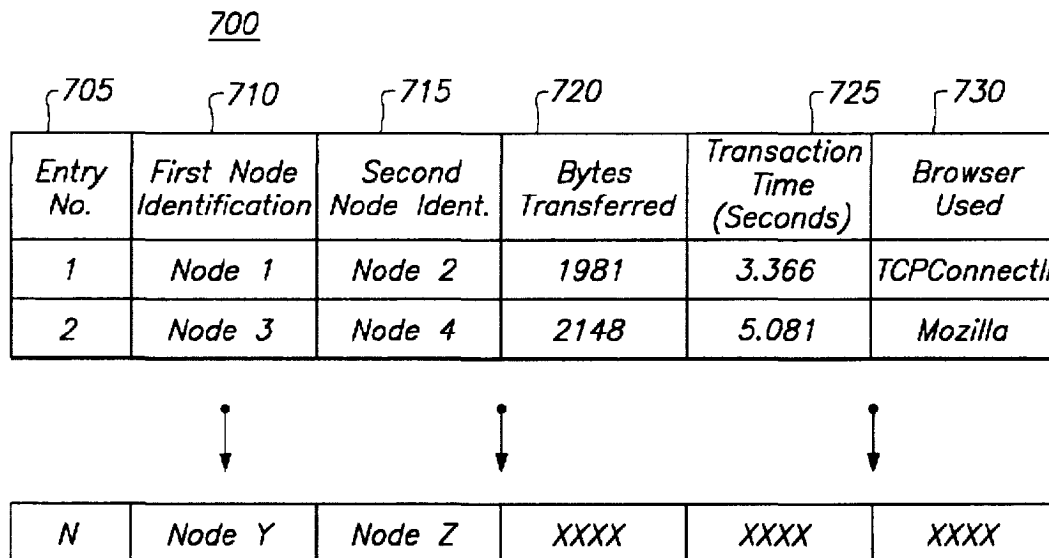 700
705 710 715 720 725 730
Entry No. First Node Identification Second Node Ident. Bytes Transferred Transaction Time (Seconds) Browser Used
1 Node 1 Node 2 1981 3.366
2 Node 3 Node 4 2148 5.081 Mozilla
N Node Y Node Z XXXX XXXX XXXX